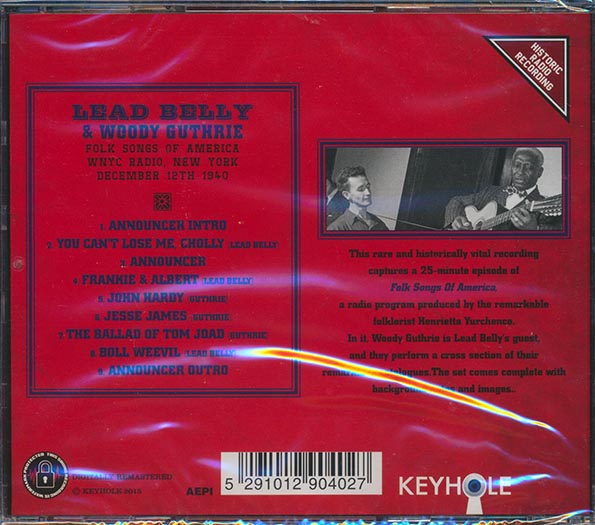 HISTORIC
RADIO
RECORDING
LEAD BELLY
& WOODY GUTHRIE
FOLK SONGS OF AMERICA
WNYC RADIO, NEW YORK
DECEMBER 12TH 1940
1. ANNOUNCER INTRO
2. YOU CAN'T LOSE ME, CHOLLY [LEAD BELLY
3. ANNOUNCER
4. FRANKIE & ALBERT [LEAD BELLY]
5. JOHN HARDY [GUTHRIE]
6. JESSE JAMES [GUTHRIE]
7. THE BALLAD OF TOM JOAD [GUTHRIE]
8. BOLL WEEVIL [LEAD BELLY]
9. ANNOUNCER OUTRO
This rare and historically vital recording
captures a 25-minute episode of
Folk Songs Of America,
a radio program produced by the remarkable
folklorist Henrietta Yurchenco.
In it, Woody Guthrie is Lead Belly's guest,
and they perform a cross section of their
The set comes complete with
and images..
DIGITALLY REMASTERED
© KEYHOLE 2015
AEPI
5 291012 904027
KEYHOLE